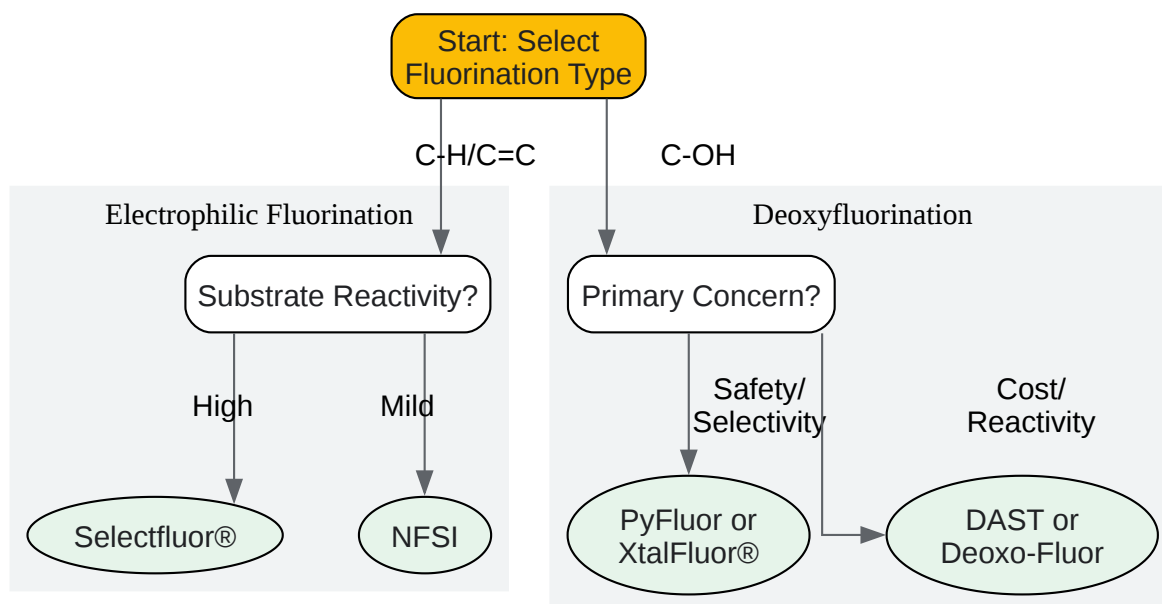 Start: Select
Fluorination Type
C-H/C=C
C-OH
Electrophilic Fluorination
Deoxyfluorination
Substrate Reactivity?
Primary Concern?
High
Mild
Safety/
Selectivity
Cost/
Reactivity
Selectfluor®
NFSI
PyFluor or
XtalFluor®
DAST or
Deoxo-Fluor